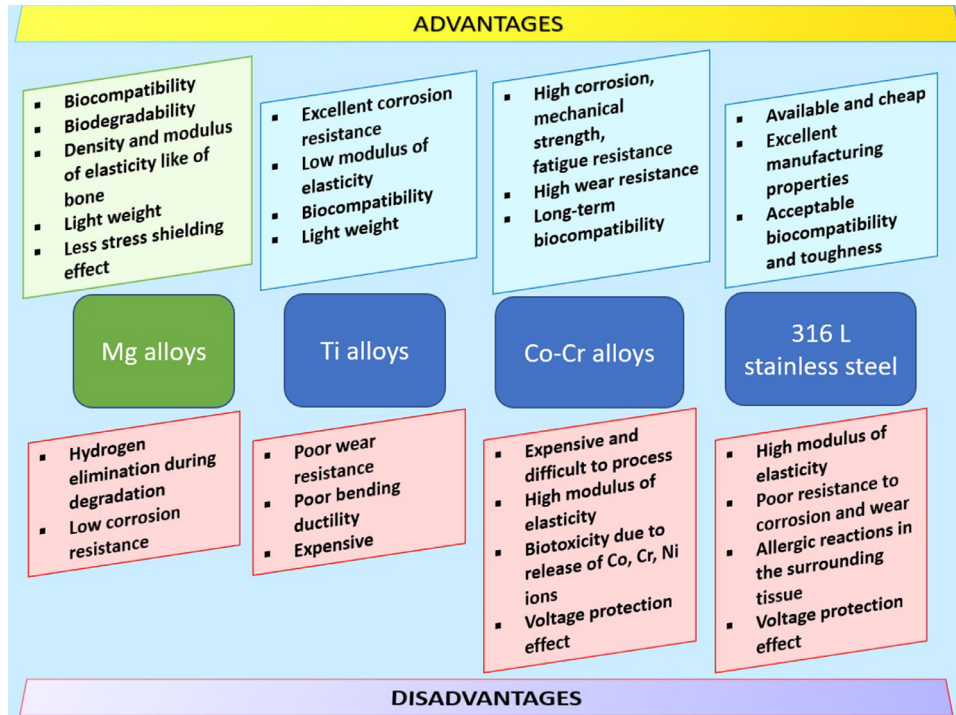 ADVANTAGES
▪ Biocompatibility
▪ Biodegradability
▪ Density and modulus
of elasticity like of
bone
▪ Light weight
▪ Less stress shielding
effect
▪ Excellent corrosion
resistance
▪ Low modulus of
elasticity
▪ Biocompatibility
▪ Light weight
▪ High corrosion,
mechanical
strength,
fatigue resistance
▪ High wear resistance
▪ Long-term
biocompatibility
▪ Available and cheap
▪ Excellent
manufacturing
properties
▪ Acceptable
biocompatibility
and toughness
Mg alloys
Ti alloys
Co-Cr alloys
316 L
stainless steel
▪ Hydrogen
elimination during
degradation
▪ Low corrosion
resistance
▪ Poor wear
resistance
▪ Poor bending
ductility
▪ Expensive
▪ Expensive and
difficult to process
▪ High modulus of
elasticity
▪ Biotoxicity due to
release of Co, Cr, Ni
ions
▪ Voltage protection
effect
▪ High modulus of
elasticity
▪ Poor resistance to
corrosion and wear
▪ Allergic reactions in
the surrounding
tissue
▪ Voltage protection
effect
DISADVANTAGES